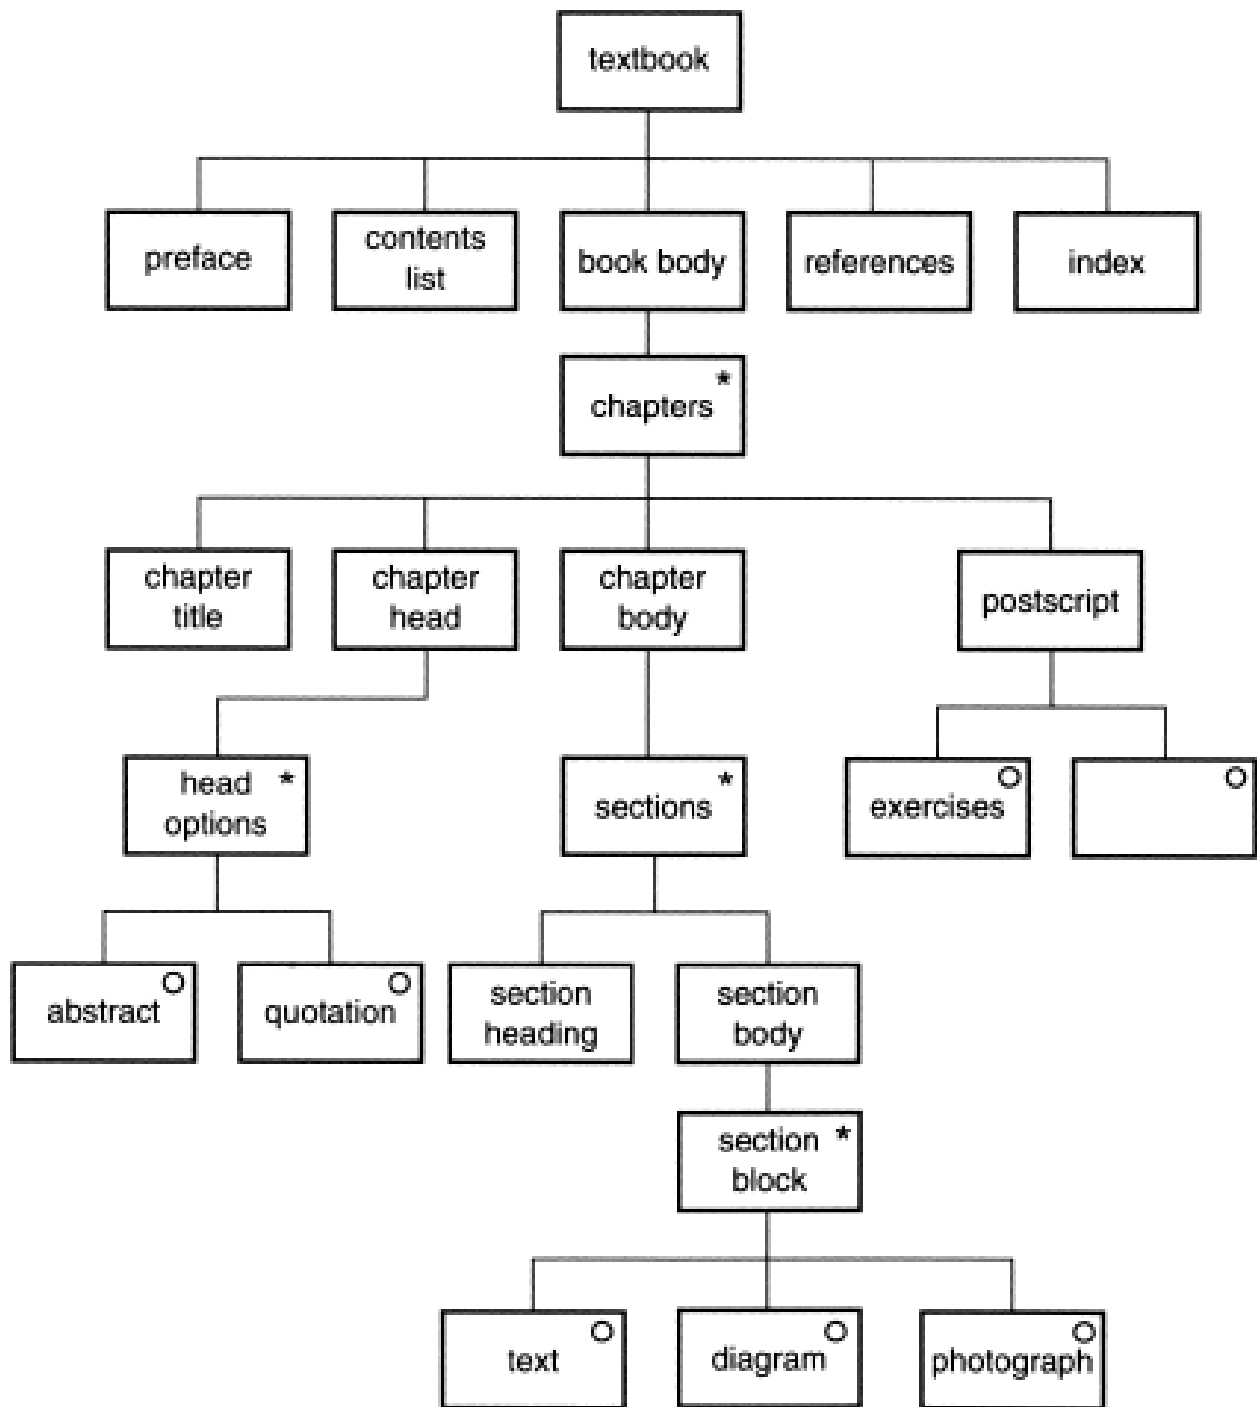 textbook
preface
contents
list
book body
references
index
*
chapters
chapter
title
chapter
head
chapter
body
postscript
head *
options
*
sections
exercises
abstract
quotation
section
heading
section
body
section *
block
text
diagram
photograph